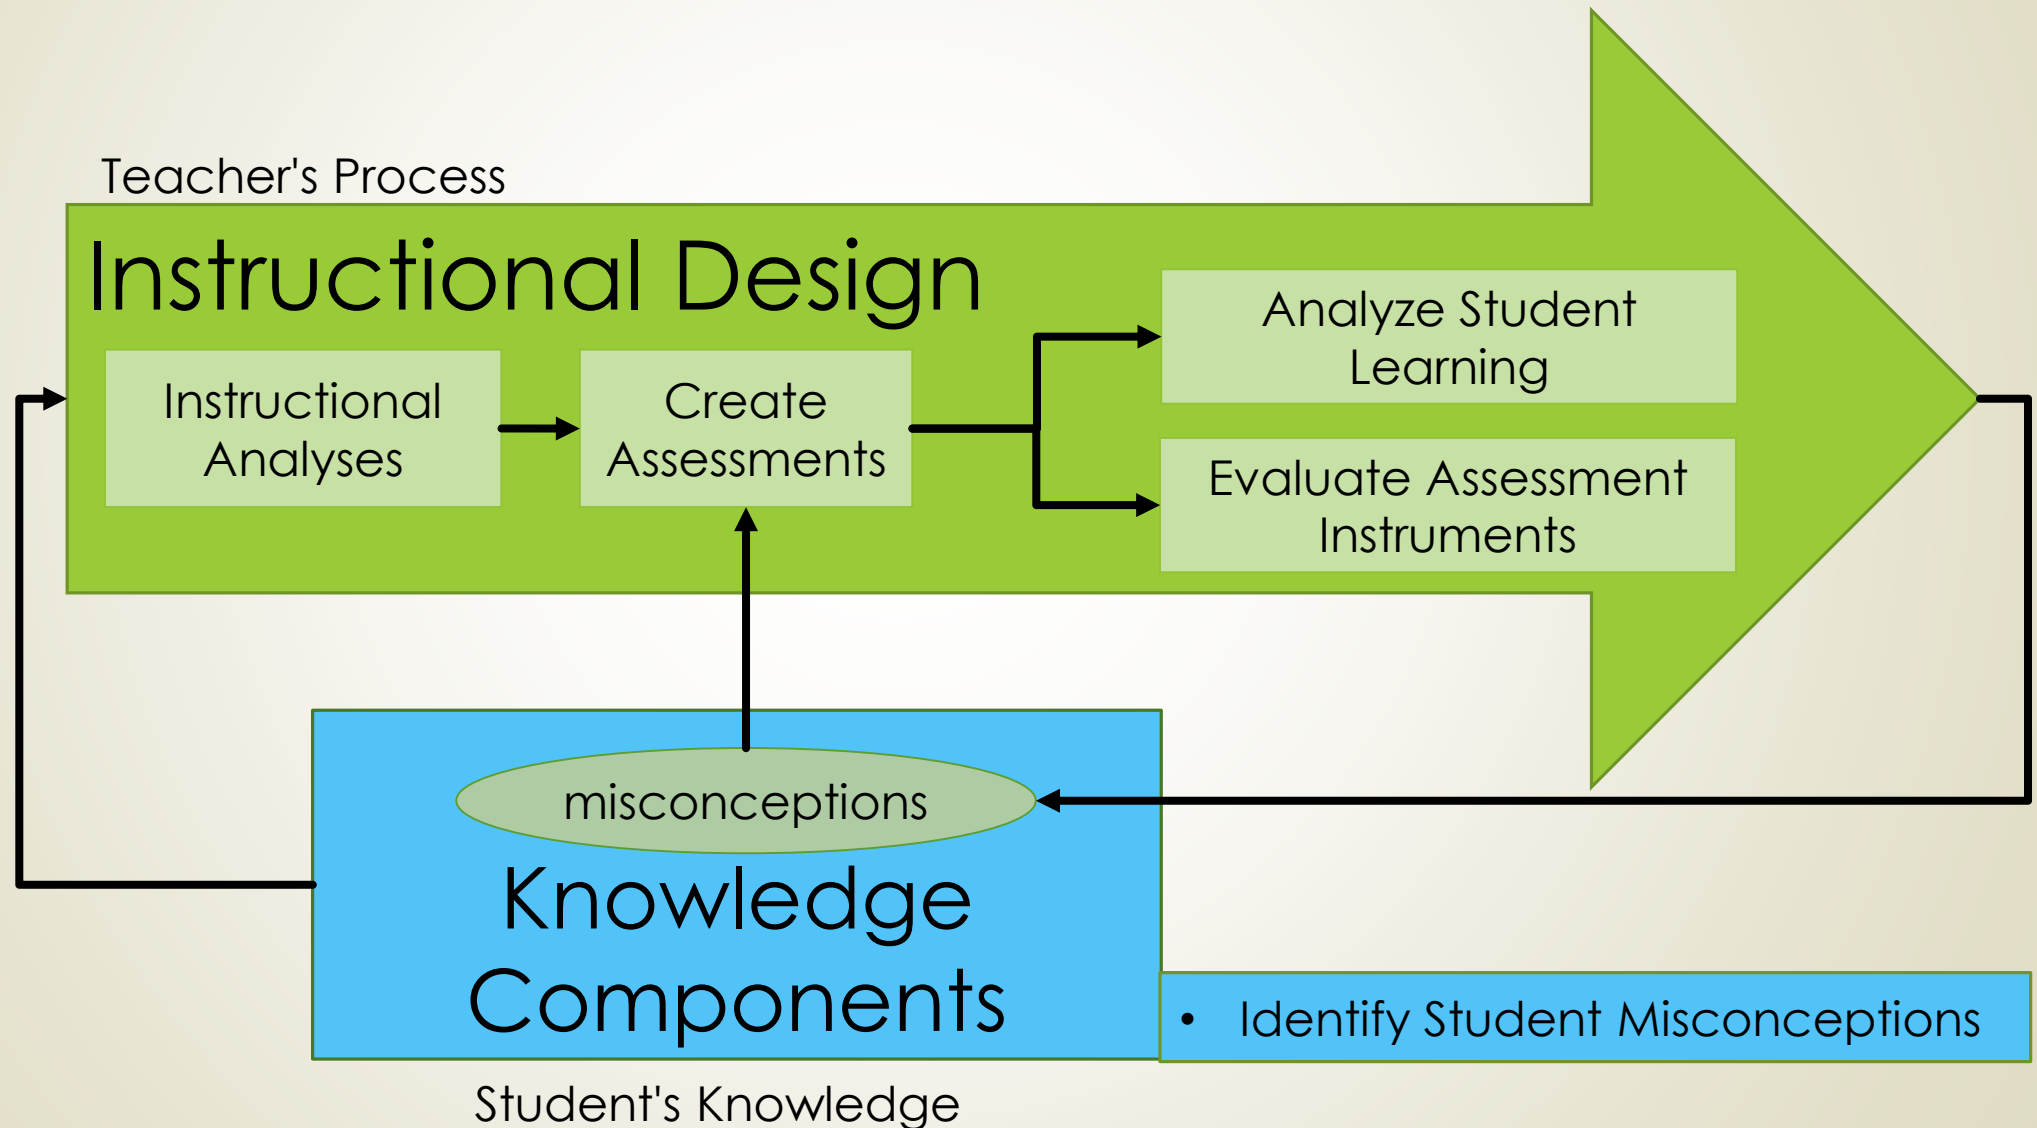 Teacher's Process
Instructional Design
Instructional
Analyses
Create
Assessments
Analyze Student
Learning
Evaluate Assessment
Instruments
misconceptions
Knowledge
Components
• Identify Student Misconceptions
Student's Knowledge